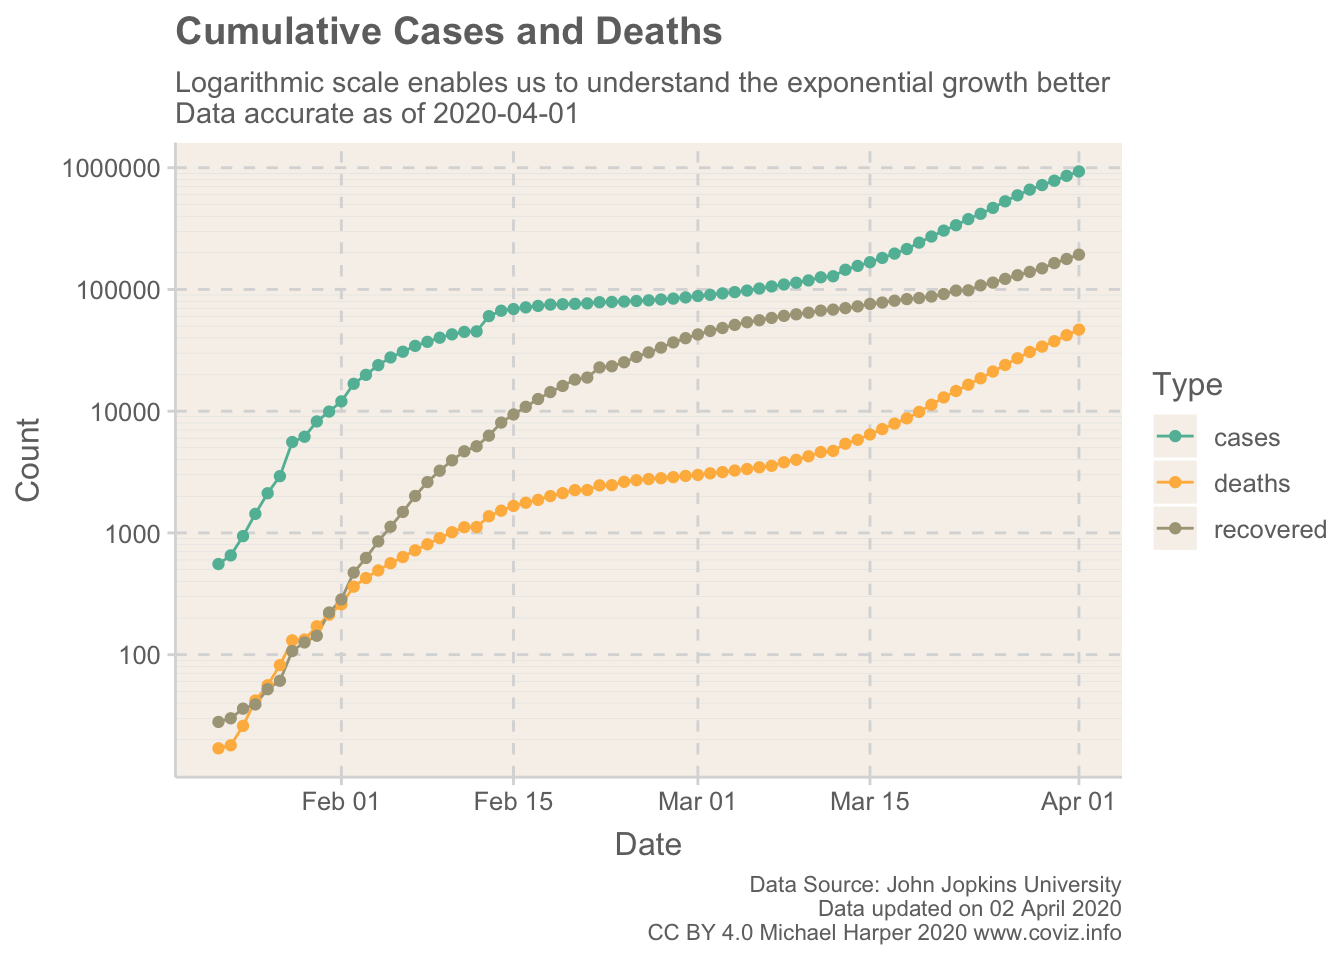 Cumulative Cases and Deaths
Logarithmic scale enables us to understand the exponential growth better
Data accurate as of 2020-04-01
1000000
100000
10000
1000
100
Count
Feb 01
Feb 15
Mar 01
Mar 15
Apr 01
Date
Type
cases
deaths
recovered
Data Source: John Jopkins University
Data updated on 02 April 2020
CC BY 4.0 Michael Harper 2020 www.coviz.info